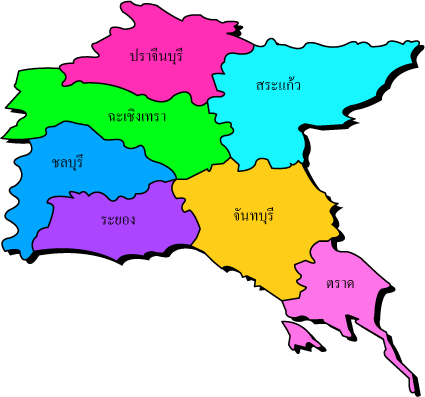 ปราจีนบุรี
สระแก้ว
ฉะเชิงเทรา
ชลบุรี
ระยอง
จันทบุรี
ตราด